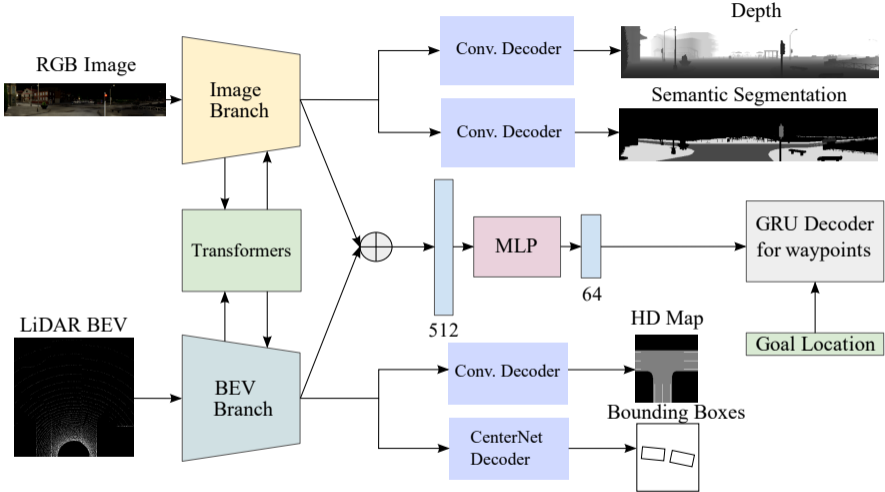 Depth
RGB Image
Image
Branch
Conv. Decoder
Semantic Segmentation
Conv. Decoder
Transformers
MLP
GRU Decoder
for waypoints
64
512
LiDAR BEV
BEV
Branch
HD Map
Goal Location
Conv. Decoder
Bounding Boxes
CenterNet
Decoder